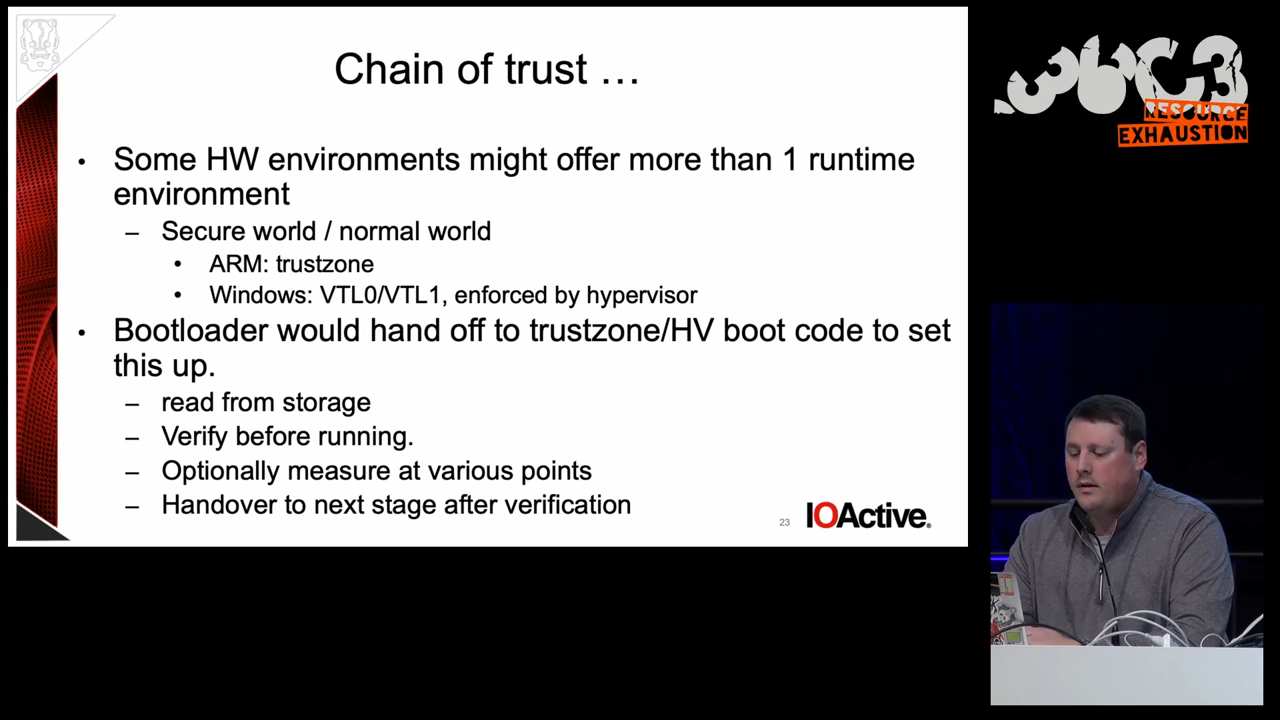 Chain of trust …
• Some HW environments might offer more than 1 runtime
environment
– Secure world / normal world
• ARM: trustzone
• Windows: VTL0/VTL1, enforced by hypervisor
• Bootloader would hand off to trustzone/HV boot code to set
this up.
– read from storage
– Verify before running.
– Optionally measure at various points
– Handover to next stage after verification
23
IOActive®
36C3
RESOURCE
EXHAUSTION